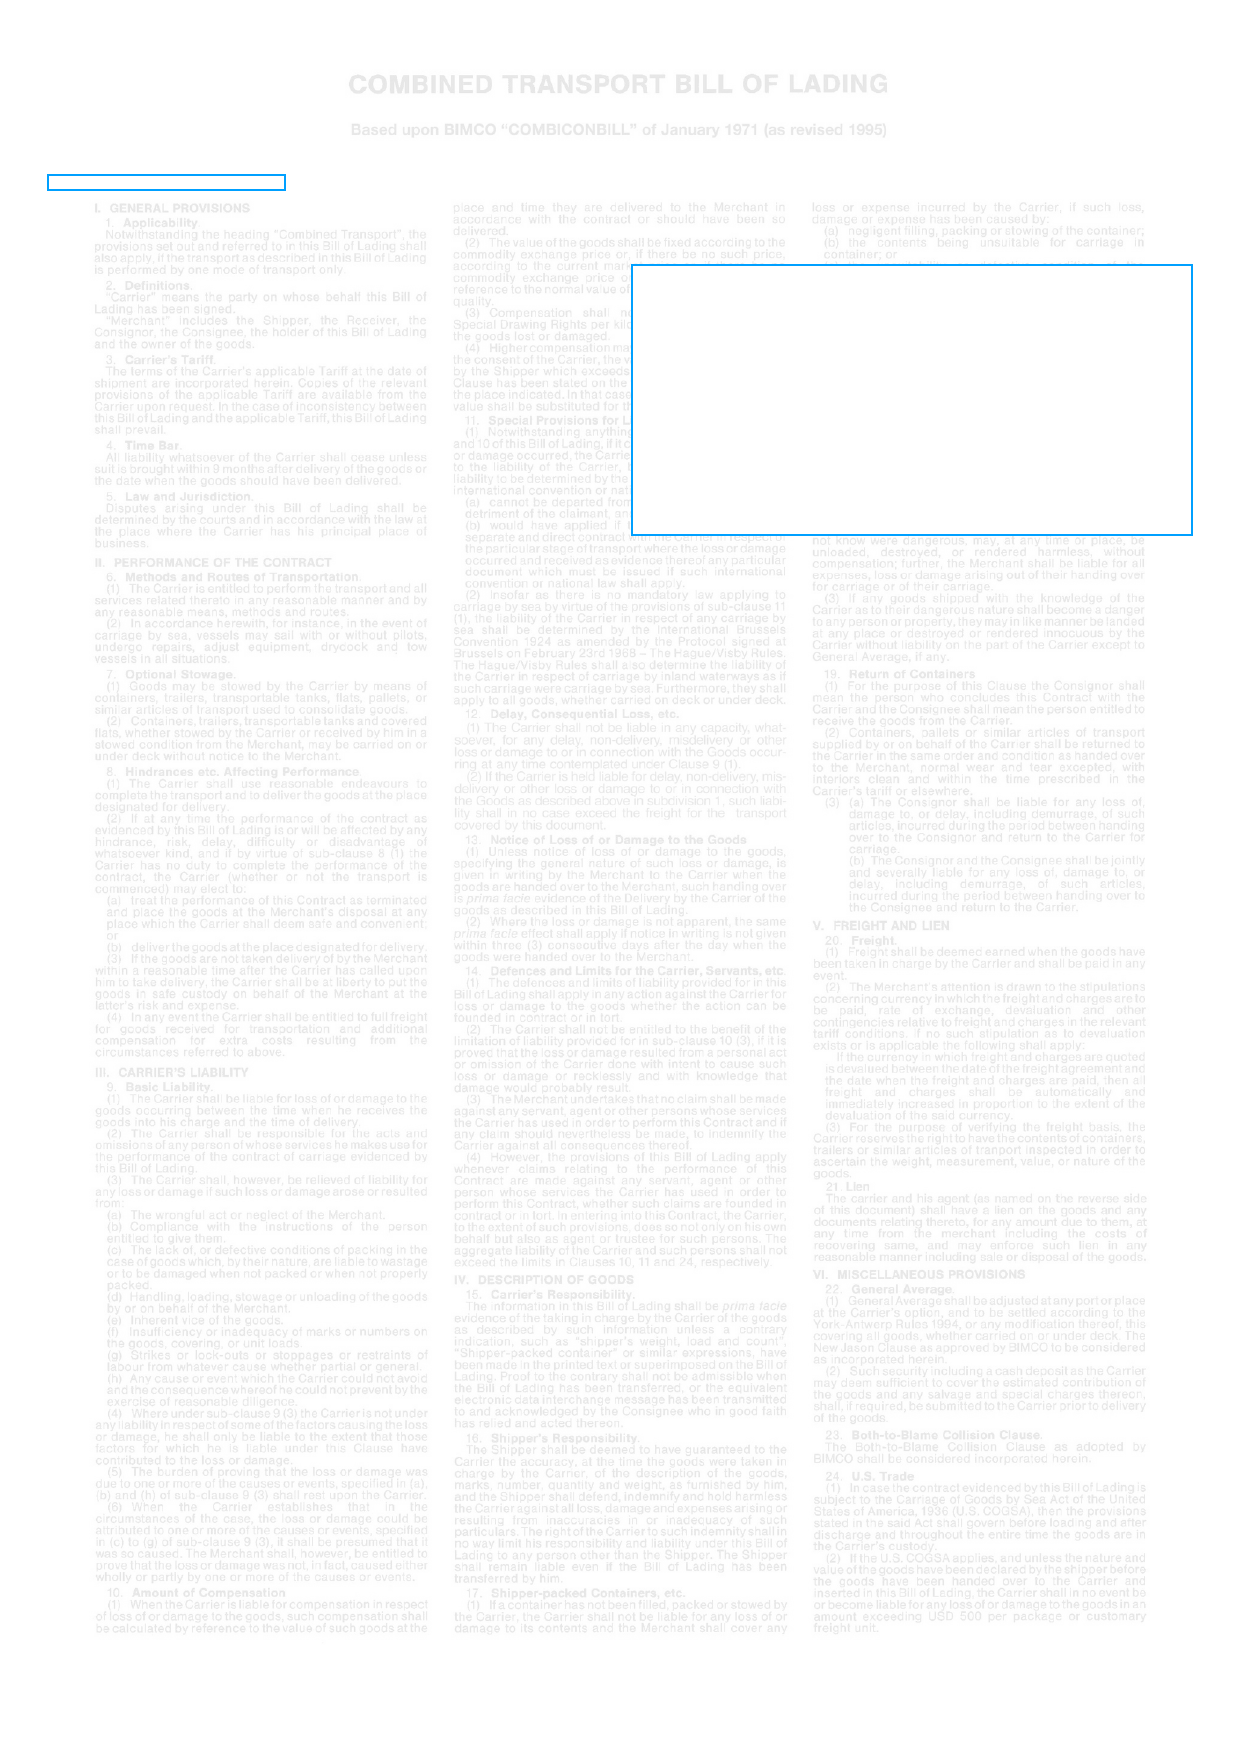 COMBINED TRANSPORT BILL OF LADING
Based upon BIMCO “COMBICONBILL” of January 1971 (as revised 1995)
I. GENERAL PROVISIONS
1. Applicability
Notwithstanding the heading “Combined Transport”, the
provisions set out and referred to in this Bill of Lading shall
also apply, if the transport as described in this Bill of Lading
is performed by one mode of transport only.
2. Definitions.
“Carrier” means the party on whose behalf this Bill of
Lading has been signed.
“Merchant” includes the Shipper, the Receiver, the
Consignor, the Consignee, the holder of this Bill of Lading
and the owner of the goods.
3. Carrier's Tariff.
The terms of the Carrier's applicable Tariff at the date of
shipment are incorporated herein. Copies of the relevant
provisions of the applicable Tariff are available from the
Carrier upon request. In the case of inconsistency between
this Bill of Lading and the applicable Tariff, this Bill of Lading
shall prevail.
4. Time Bar.
All liability whatsoever of the Carrier shall cease unless
suit is brought within 9 months after delivery of the goods or
the date when the goods should have been delivered.
5. Law and Jurisdiction.
Disputes arising under this Bill of Lading shall be
determined by the courts and in accordance with the law at
the place where the Carrier has his principal place of
business.
II. PERFORMANCE OF THE CONTRACT
6. Methods and Routes of Transportation.
(1) The Carrier is entitled to perform the transport and all
services related thereto in any reasonable manner and by
any reasonable means, methods and routes.
(2) In accordance herewith, for instance, in the event of
carriage by sea, vessels may sail with or without pilots,
undergo repairs, adjust equipment, drydock and tow
vessels in all situations.
7. Optional Stowage.
(1) Goods may be stowed by the Carrier by means of
containers, trailers, transportable tanks, flats, pallets, or
similar articles of transport used to consolidate goods.
(2) Containers, trailers, transportable tanks and covered
flats, whether stowed by the Carrier or received by him in a
stowed condition from the Merchant, may be carried on or
under deck without notice to the Merchant.
8. Hindrances etc. Affecting Performance.
(1) The Carrier shall use reasonable endeavours to
complete the transport and to deliver the goods at the place
designated for delivery.
(2) If at any time the performance of the contract as
evidenced by this Bill of Lading is or will be affected by any
hindrance, risk, delay, difficulty or disadvantage of
whatsoever kind, and if by virtue of sub-clause 8 (1) the
Carrier has no duty to complete the performance of the
contract, the Carrier (whether or not the transport is
commenced) may elect to:
(a) treat the performance of this Contract as terminated
and place the goods at the Merchant's disposal at any
place which the Carrier shall deem safe and convenient;
or
(b) deliver the goods at the place designated for delivery.
(3) If the goods are not taken delivery of by the Merchant
within a reasonable time after the Carrier has called upon
him to take delivery, the Carrier shall be at liberty to put the
goods in safe custody on behalf of the Merchant at the
latter's risk and expense.
(4) In any event the Carrier shall be entitled to full freight
for goods received for transportation and additional
compensation for extra costs resulting from the
circumstances referred to above.
III. CARRIER'S LIABILITY
9. Basic Liability.
(1) The Carrier shall be liable for loss of or damage to the
goods occurring between the time when he receives the
goods into his charge and the time of delivery.
(2) The Carrier shall be responsible for the acts and
omissions of any person of whose services he makes use for
the performance of the contract of carriage evidenced by
this Bill of Lading.
(3) The Carrier shall, however, be relieved of liability for
any loss or damage if such loss or damage arose or resulted
from:
(a) The wrongful act or neglect of the Merchant.
(b) Compliance with the instructions of the person
entitled to give them.
(c) The lack of, or defective conditions of packing in the
case of goods which, by their nature, are liable to wastage
or to be damaged when not packed or when not properly
packed.
(d) Handling, loading, stowage or unloading of the goods
by or on behalf of the Merchant.
(e) Inherent vice of the goods.
(f) Insufficiency or inadequacy of marks or numbers on
the goods, covering, or unit loads.
(g) Strikes or lock-outs or stoppages or restraints of
labour from whatever cause whether partial or general.
(h) Any cause or event which the Carrier could not avoid
and the consequence whereof he could not prevent by the
exercise of reasonable diligence.
(4) Where under sub-clause 9 (3) the Carrier is not under
any liability in respect of some of the factors causing the loss
or damage, he shall only be liable to the extent that those
factors for which he is liable under this Clause have
contributed to the loss or damage.
(5) The burden of proving that the loss or damage was
due to one or more of the causes or events, specified in (a),
(b) and (h) of sub-clause 9 (3) shall rest upon the Carrier.
(6) When the Carrier establishes that in the
circumstances of the case, the loss or damage could be
attributed to one or more of the causes or events, specified
in (c) to (g) of sub-clause 9 (3), it shall be presumed that it
was so caused. The Merchant shall, however, be entitled to
prove that the loss or damage was not, in fact, caused either
wholly or partly by one or more of the causes or events.
10. Amount of Compensation
(1) When the Carrier is liable for compensation in respect
of loss of or damage to the goods, such compensation shall
be calculated by reference to the value of such goods at the
place and time they are delivered to the Merchant in
accordance with the contract or should have been so
delivered.
(2) The value of the goods shall be fixed according to the
commodity exchange price or, if there be no such price,
according to the current
commodity exchange price
reference to the normal value of
quality.
(3) Compensation shall
Special Drawing Rights per
the goods lost or damaged.
(4) Higher compensation
the consent of the Carrier, the
by the Shipper which exceeds
Clause has been stated on the
the place indicated. In that case
value shall be substituted for
11. Special Provisions for
(1) Notwithstanding anything
and 10 of this Bill of Lading, if it
or damage occurred, the
to the liability of the Carrier,
liability to be determined by the
international convention or
(a) cannot be departed from
detriment of the claimant,
(b) would have applied if
separate and direct contract with the Carrier in respect of
the particular stage of transport where the loss or damage
occurred and received as evidence thereof any particular
document which must be issued if such international
convention or national law shall apply.
(2) Insofar as there is no mandatory law applying to
carriage by sea by virtue of the provisions of sub-clause 11
(1), the liability of the Carrier in respect of any carriage by
sea shall be determined by the International Brussels
Convention 1924 as amended by the Protocol signed at
Brussels on February 23rd 1968 – The Hague/Visby Rules.
The Hague/Visby Rules shall also determine the liability of
the Carrier in respect of carriage by inland waterways as if
such carriage were carriage by sea. Furthermore, they shall
apply to all goods, whether carried on deck or under deck.
12. Delay, Consequential Loss, etc.
(1) The Carrier shall not be liable in any capacity, what-
soever, for any delay, non-delivery, misdelivery or other
loss or damage to or in connection with the Goods occur-
ring at any time contemplated under Clause 9 (1).
(2) If the Carrier is held liable for delay, non-delivery, mis-
delivery or other loss or damage to or in connection with
the Goods as described above in subdivision 1, such liabi-
lity shall in no case exceed the freight for the transport
covered by this document.
13. Notice of Loss of or Damage to the Goods
(1) Unless notice of loss of or damage to the goods,
specifying the general nature of such loss or damage, is
given in writing by the Merchant to the Carrier when the
goods are handed over to the Merchant, such handing over
is prima facie evidence of the Delivery by the Carrier of the
goods as described in this Bill of Lading.
(2) Where the loss or damage is not apparent, the same
prima facie effect shall apply if notice in writing is not given
within three (3) consecutive days after the day when the
goods were handed over to the Merchant.
14. Defences and Limits for the Carrier, Servants, etc.
(1) The defences and limits of liability provided for in this
Bill of Lading shall apply in any action against the Carrier for
loss or damage to the goods whether the action can be
founded in contract or in tort.
(2) The Carrier shall not be entitled to the benefit of the
limitation of liability provided for in sub-clause 10 (3), if it is
proved that the loss or damage resulted from a personal act
or omission of the Carrier done with intent to cause such
loss or damage or recklessly and with knowledge that
damage would probably result.
(3) The Merchant undertakes that no claim shall be made
against any servant, agent or other persons whose services
the Carrier has used in order to perform this Contract and if
any claim should nevertheless be made, to indemnify the
Carrier against all consequences thereof.
(4) However, the provisions of this Bill of Lading apply
whenever claims relating to the performance of this
Contract are made against any servant, agent or other
person whose services the Carrier has used in order to
perform this Contract, whether such claims are founded in
contract or in tort. In entering into this Contract, the Carrier,
to the extent of such provisions, does so not only on his own
behalf but also as agent or trustee for such persons. The
aggregate liability of the Carrier and such persons shall not
exceed the limits in Clauses 10, 11 and 24, respectively.
IV. DESCRIPTION OF GOODS
15. Carrier's Responsibility.
The information in this Bill of Lading shall be prima facie
evidence of the taking in charge by the Carrier of the goods
as described by such information unless a contrary
indication, such as “shipper's weight, load and count”,
“Shipper-packed container” or similar expressions, have
been made in the printed text or superimposed on the Bill of
Lading. Proof to the contrary shall not be admissible when
the Bill of Lading has been transferred, or the equivalent
electronic data interchange message has been transmitted
to and acknowledged by the Consignee who in good faith
has relied and acted thereon.
16. Shipper's Responsibility.
The Shipper shall be deemed to have guaranteed to the
Carrier the accuracy, at the time the goods were taken in
charge by the Carrier, of the description of the goods,
marks, number, quantity and weight, as furnished by him,
and the Shipper shall defend, indemnify and hold harmless
the Carrier against all loss, damage and expenses arising or
resulting from inaccuracies in or inadequacy of such
particulars. The right of the Carrier to such indemnity shall in
no way limit his responsibility and liability under this Bill of
Lading to any person other than the Shipper. The Shipper
shall remain liable even if the Bill of Lading has been
transferred by him.
17. Shipper-packed Containers, etc.
(1) If a container has not been filled, packed or stowed by
the Carrier, the Carrier shall not be liable for any loss of or
damage to its contents and the Merchant shall cover any
loss or expense incurred by the Carrier, if such loss,
damage or expense has been caused by:
(a) negligent filling, packing or stowing of the container;
(b) the contents being unsuitable for carriage in
container; or
not know were dangerous, may, at any time or place, be
unloaded, destroyed, or rendered harmless, without
compensation; further, the Merchant shall be liable for all
expenses, loss or damage arising out of their handing over
for carriage or of their carriage.
(3) If any goods shipped with the knowledge of the
Carrier as to their dangerous nature shall become a danger
to any person or property, they may in like manner be landed
at any place or destroyed or rendered innocuous by the
Carrier without liability on the part of the Carrier except to
General Average, if any.
19. Return of Containers
(1) For the purpose of this Clause the Consignor shall
mean the person who concludes this Contract with the
Carrier and the Consignee shall mean the person entitled to
receive the goods from the Carrier.
(2) Containers, pallets or similar articles of transport
supplied by or on behalf of the Carrier shall be returned to
the Carrier in the same order and condition as handed over
to the Merchant, normal wear and tear excepted, with
interiors clean and within the time prescribed in the
Carrier's tariff or elsewhere.
(3) (a) The Consignor shall be liable for any loss of,
damage to, or delay, including demurrage, of such
articles, incurred during the period between handing
over to the Consignor and return to the Carrier for
carriage.
(b) The Consignor and the Consignee shall be jointly
and severally liable for any loss of, damage to, or
delay, including demurrage, of such articles,
incurred during the period between handing over to
the Consignee and return to the Carrier.
V. FREIGHT AND LIEN
20. Freight.
(1) Freight shall be deemed earned when the goods have
been taken in charge by the Carrier and shall be paid in any
event.
(2) The Merchant's attention is drawn to the stipulations
concerning currency in which the freight and charges are to
be paid, rate of exchange, devaluation and other
contingencies relative to freight and charges in the relevant
tariff conditions. If no such stipulation as to devaluation
exists or is applicable the following shall apply:
If the currency in which freight and charges are quoted
is devalued between the date of the freight agreement and
the date when the freight and charges are paid, then all
freight and charges shall be automatically and
immediately increased in proportion to the extent of the
devaluation of the said currency.
(3) For the purpose of verifying the freight basis, the
Carrier reserves the right to have the contents of containers,
trailers or similar articles of tranport inspected in order to
ascertain the weight, measurement, value, or nature of the
goods.
21. Lien
The carrier and his agent (as named on the reverse side
of this document) shall have a lien on the goods and any
documents relating thereto, for any amount due to them, at
any time from the merchant including the costs of
recovering same, and may enforce such lien in any
reasonable manner including sale or disposal of the goods.
VI. MISCELLANEOUS PROVISIONS
22. General Average.
(1) General Average shall be adjusted at any port or place
at the Carrier's option, and to be settled according to the
York-Antwerp Rules 1994, or any modification thereof, this
covering all goods, whether carried on or under deck. The
New Jason Clause as approved by BIMCO to be considered
as incorporated herein.
(2) Such security including a cash deposit as the Carrier
may deem sufficient to cover the estimated contribution of
the goods and any salvage and special charges thereon,
shall, if required, be submitted to the Carrier prior to delivery
of the goods.
23. Both-to-Blame Collision Clause.
The Both-to-Blame Collision Clause as adopted by
BIMCO shall be considered incorporated herein.
24. U.S. Trade
(1) In case the contract evidenced by this Bill of Lading is
subject to the Carriage of Goods by Sea Act of the United
States of America, 1936 (U.S. COGSA), then the provisions
stated in the said Act shall govern before loading and after
discharge and throughout the entire time the goods are in
the Carrier's custody.
(2) If the U.S. COGSA applies, and unless the nature and
value of the goods have been declared by the shipper before
the goods have been handed over to the Carrier and
inserted in this Bill of Lading, the Carrier shall in no event be
or become liable for any loss or damage to the goods in an
amount exceeding USD 500 per package or customary
freight unit.